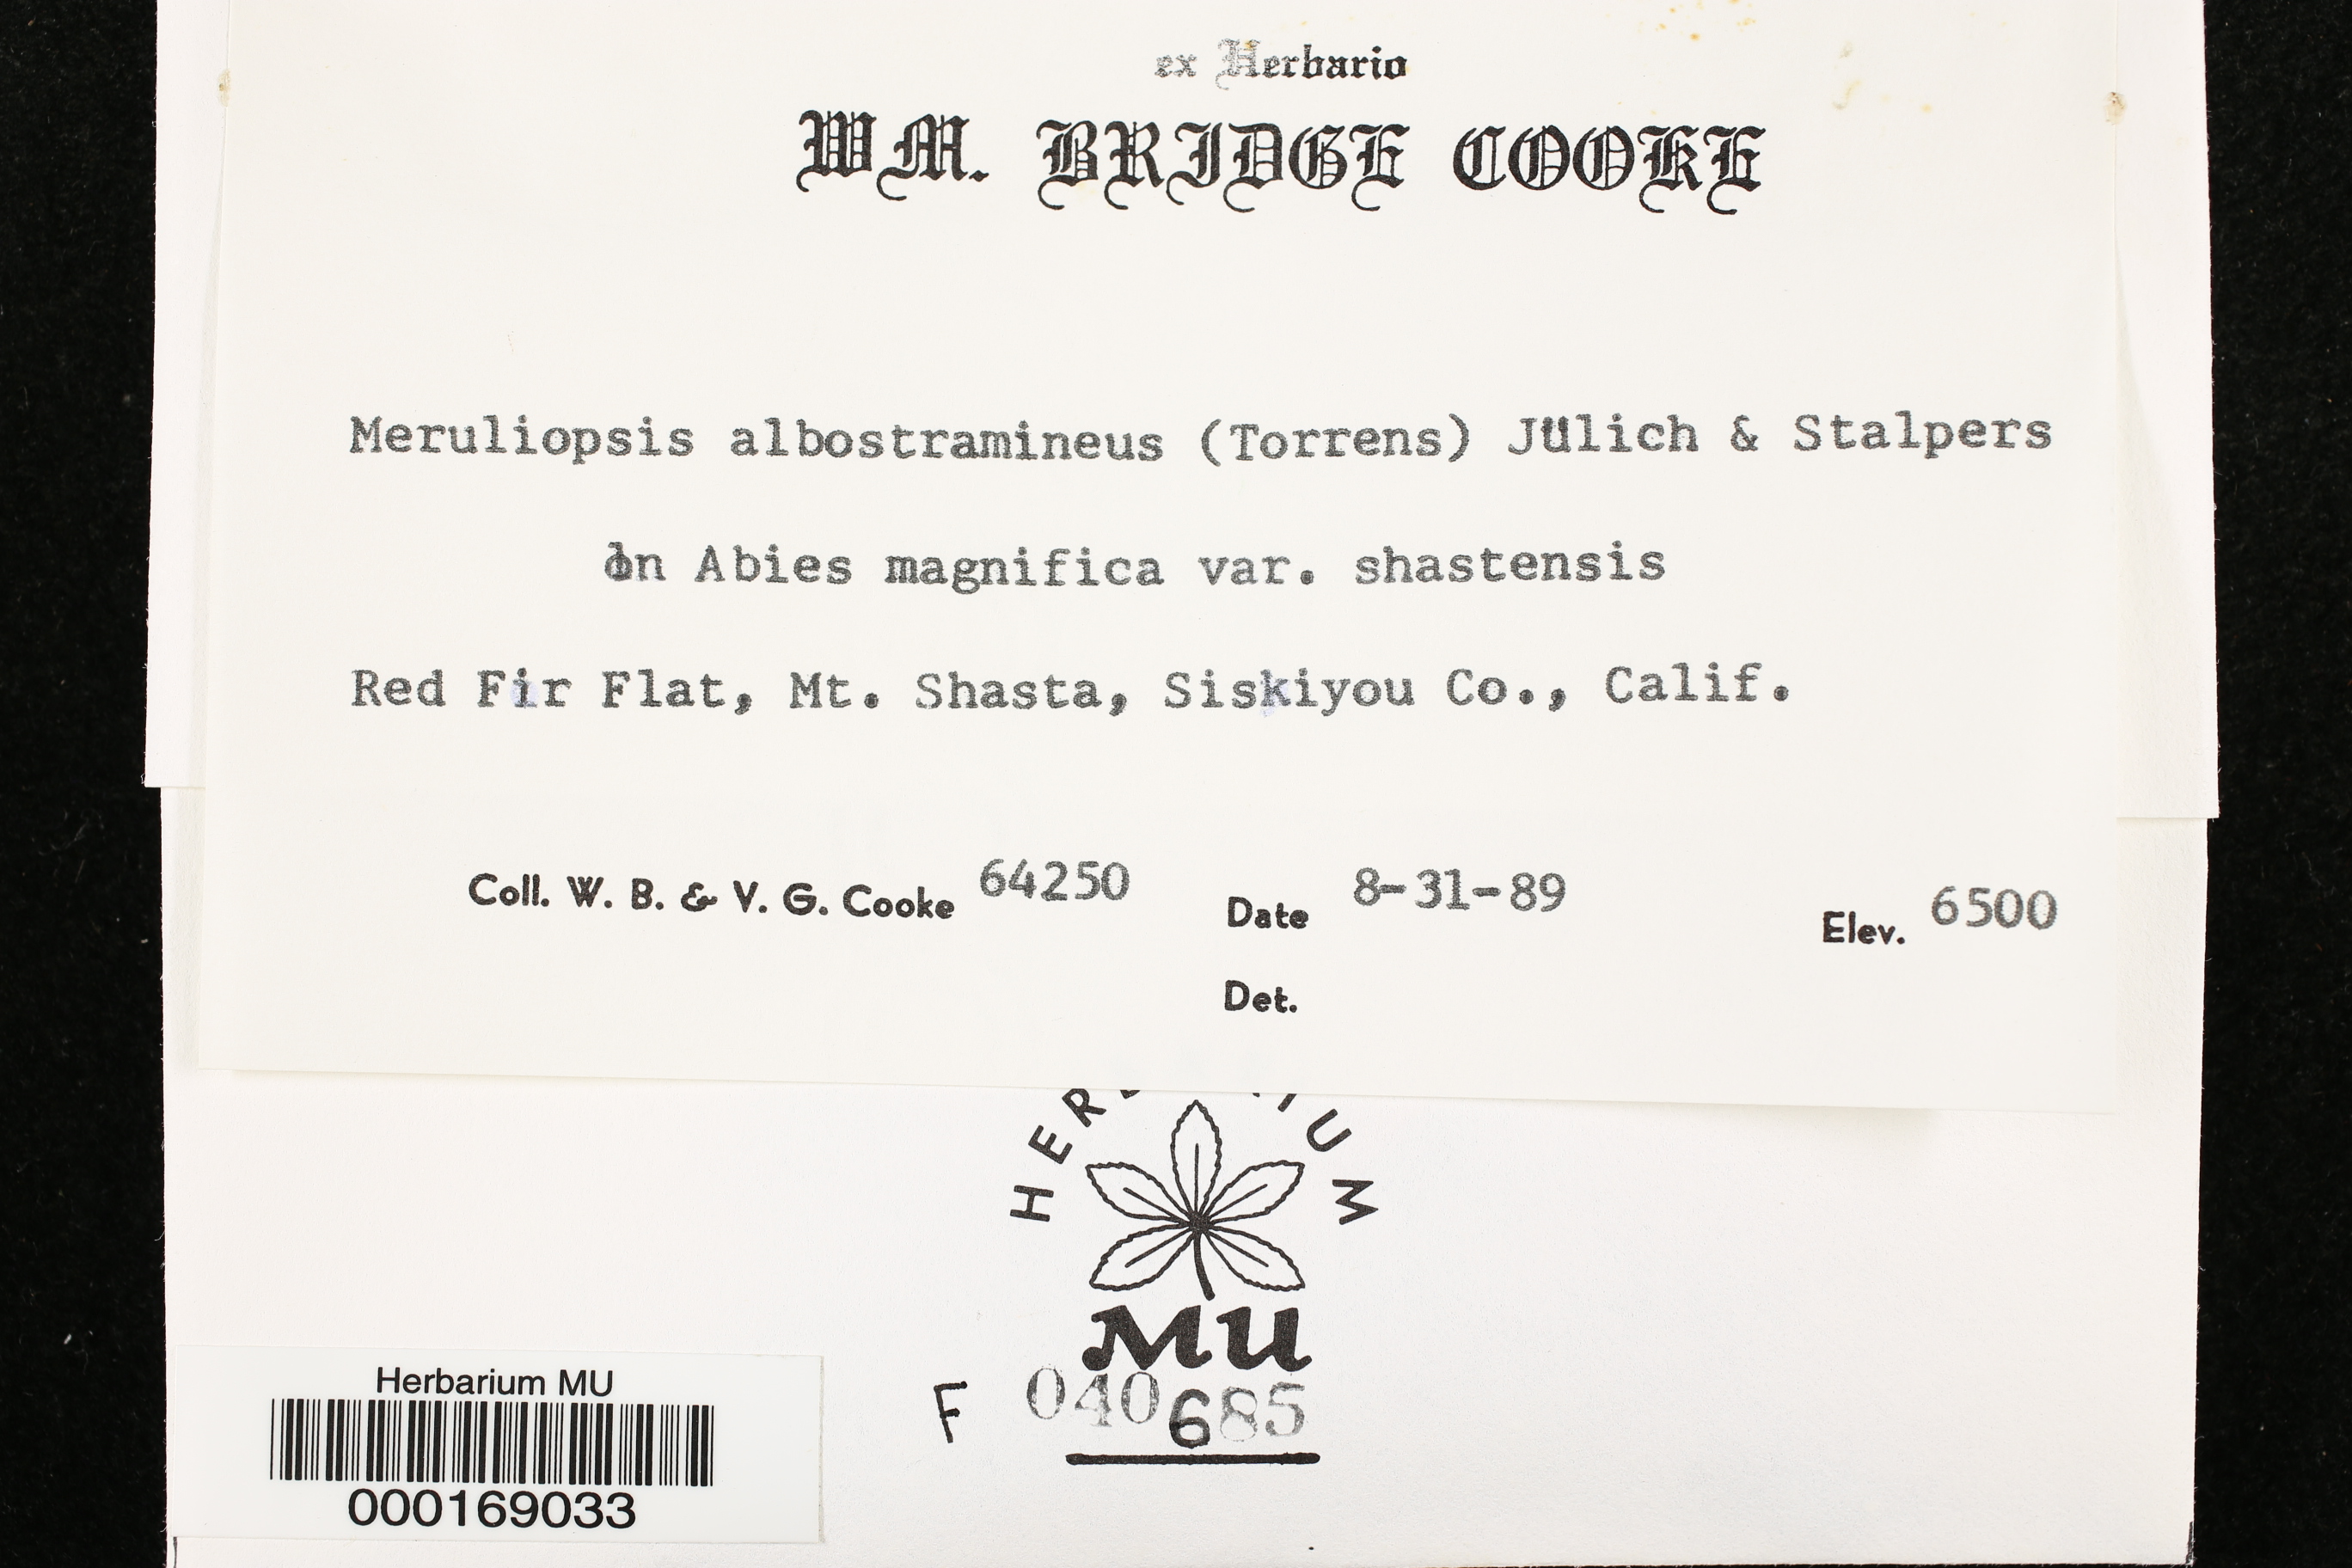 ex Herbario
WM. BRIDGE COOKE
Meruliopsis albostramineus (Torrens) Jülich & Stalpers
on Abies magnifica var. shastensis
Red Fir Flat, Mt. Shasta, Siskiyou Co., Calif.
Coll. W. B. & V. G. Cooke 64250 Date 8-31-89 Elev. 6500
Det.
MU
F 040685
Herbarium MU
000169033